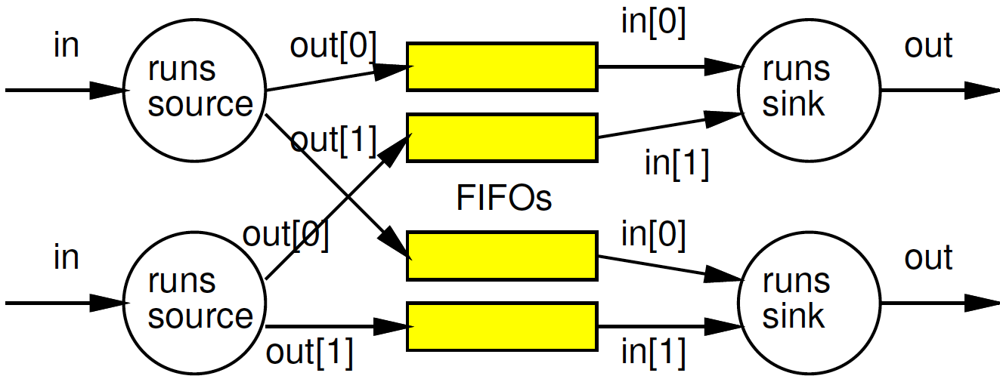 in
runs
source
out[0]
out[1]
in[0]
in[1]
runs
sink
out
FIFOs
in
runs
source
out[0]
out[1]
in[0]
in[1]
runs
sink
out